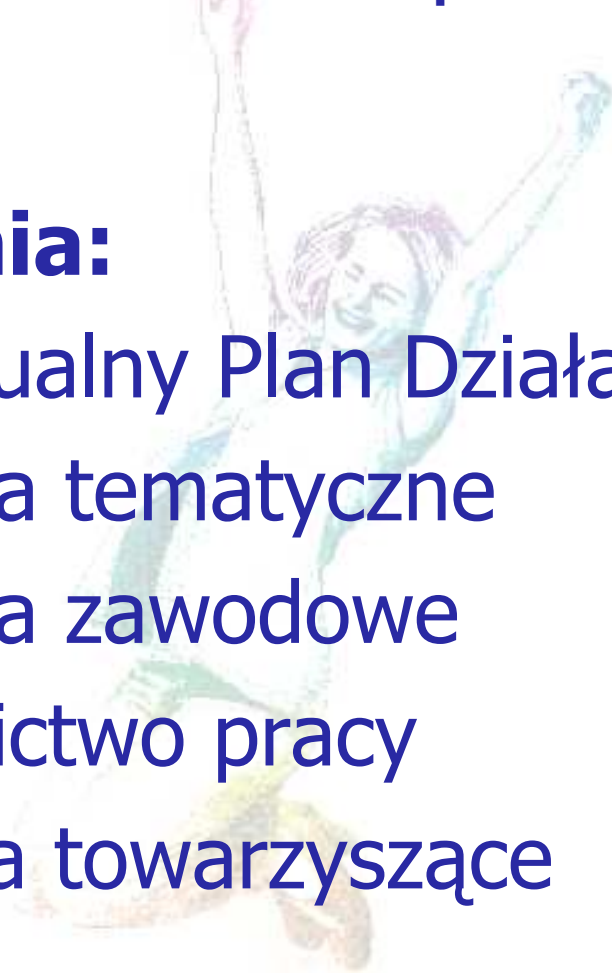 nia:
ualny Plan Działa
a tematyczne
a zawodowe
ictwo pracy
a towarzyszące